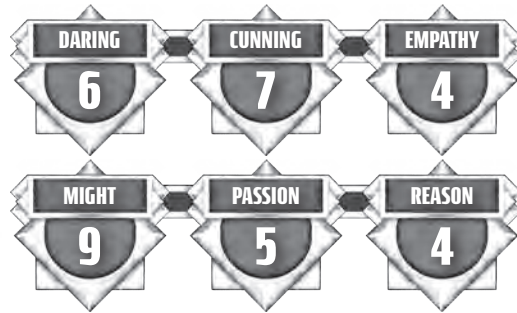 DARING CUNNING EMPATHY
6 7 4
MIGHT PASSION REASON
9 5 4